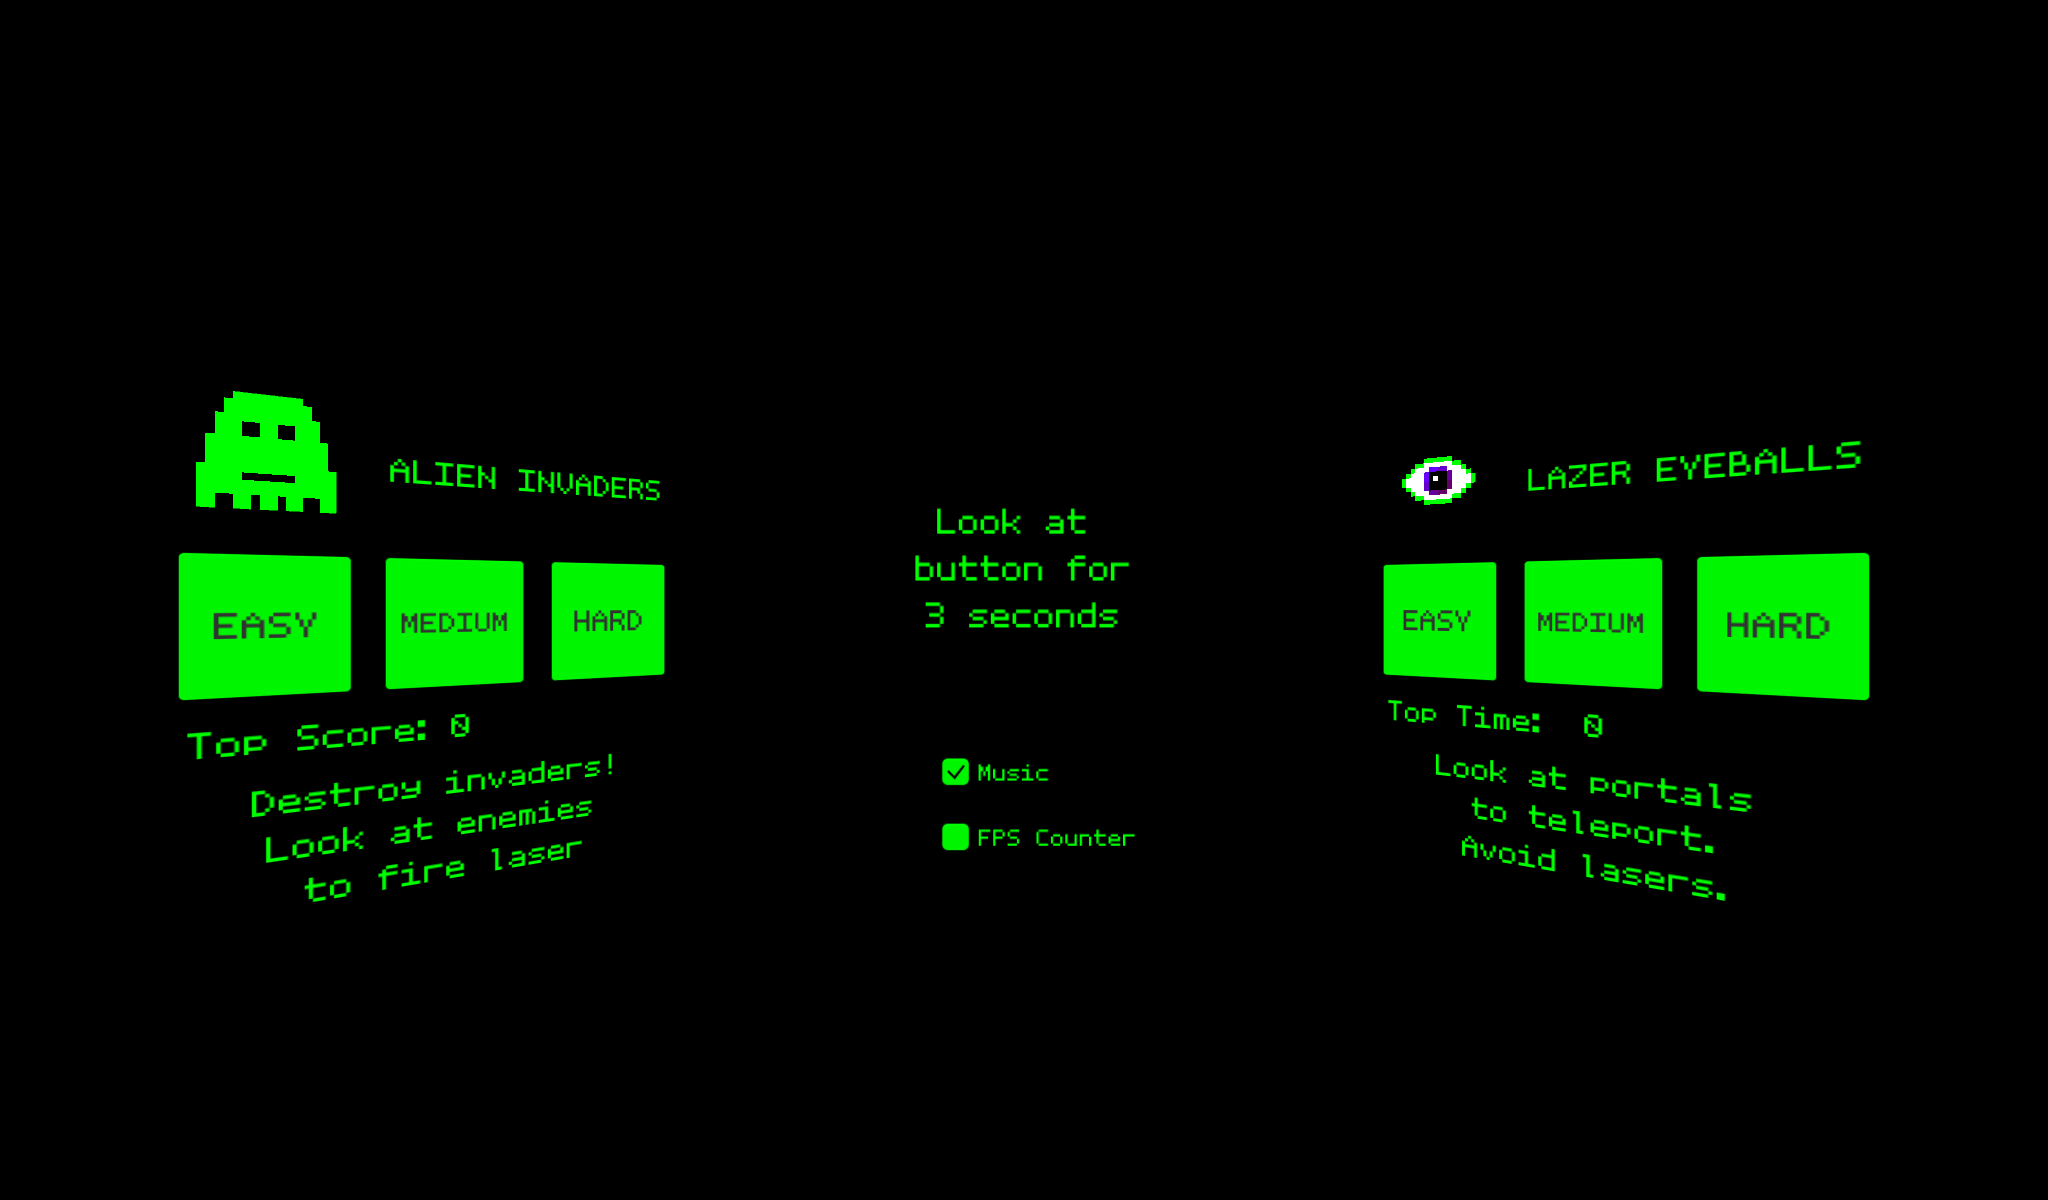 ALIEN INVADERS
EASY
MEDIUM
HARD
Top Score: 0
Destroy invaders!
Look at enemies
to fire laser
Look at
button for
3 seconds
Music
FPS Counter
LAZER EYEBALLS
EASY
MEDIUM
HARD
Top Time: 0
Look at portals
to teleport.
Avoid lasers.